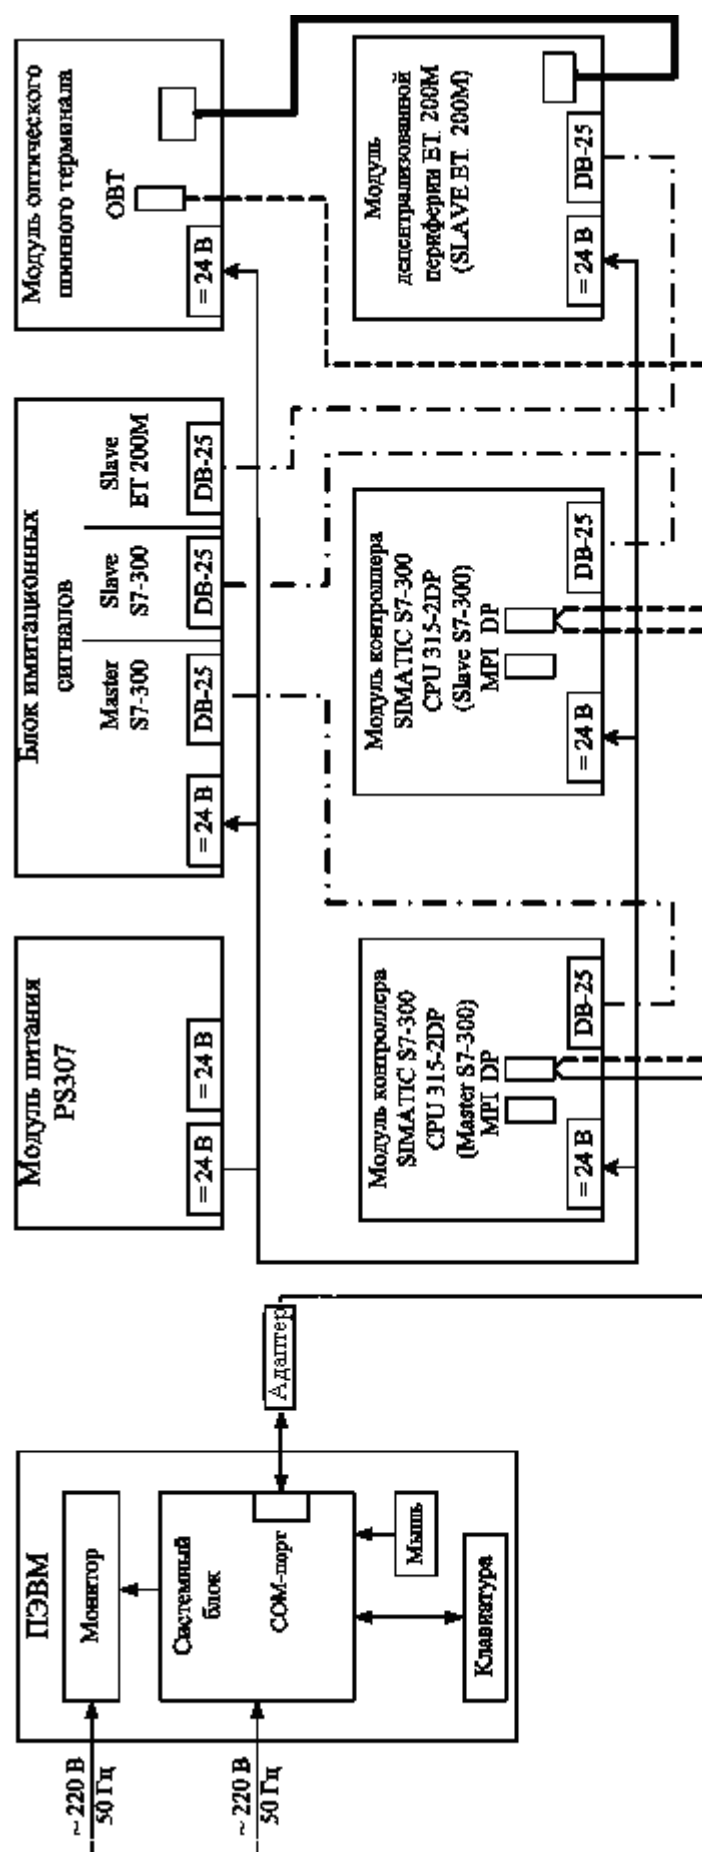 ~ 220 В
50 Гц
~ 220 В
50 Гц
ПЭВМ
Монитор
Системный
блок
COM-порт
Мышь
Клавиатура
Адаптер
Модуль питания
PS307
= 24 В
= 24 В
Блок имитационных
сигналов
Master
S7-300
Slave
S7-300
Slave
ET 200M
= 24 В
DB-25
DB-25
DB-25
Модуль оптического
шинного терминала
OBT
= 24 В
Модуль контроллера
SIMATIC S7-300
CPU 315-2DP
(Master S7-300)
MPI DP
= 24 В
DB-25
Модуль контроллера
SIMATIC S7-300
CPU 315-2DP
(Slave S7-300)
MPI DP
= 24 В
DB-25
Модуль
децентрализованной
периферии ET. 200M
(SLAVE ET. 200M)
= 24 В
DB-25